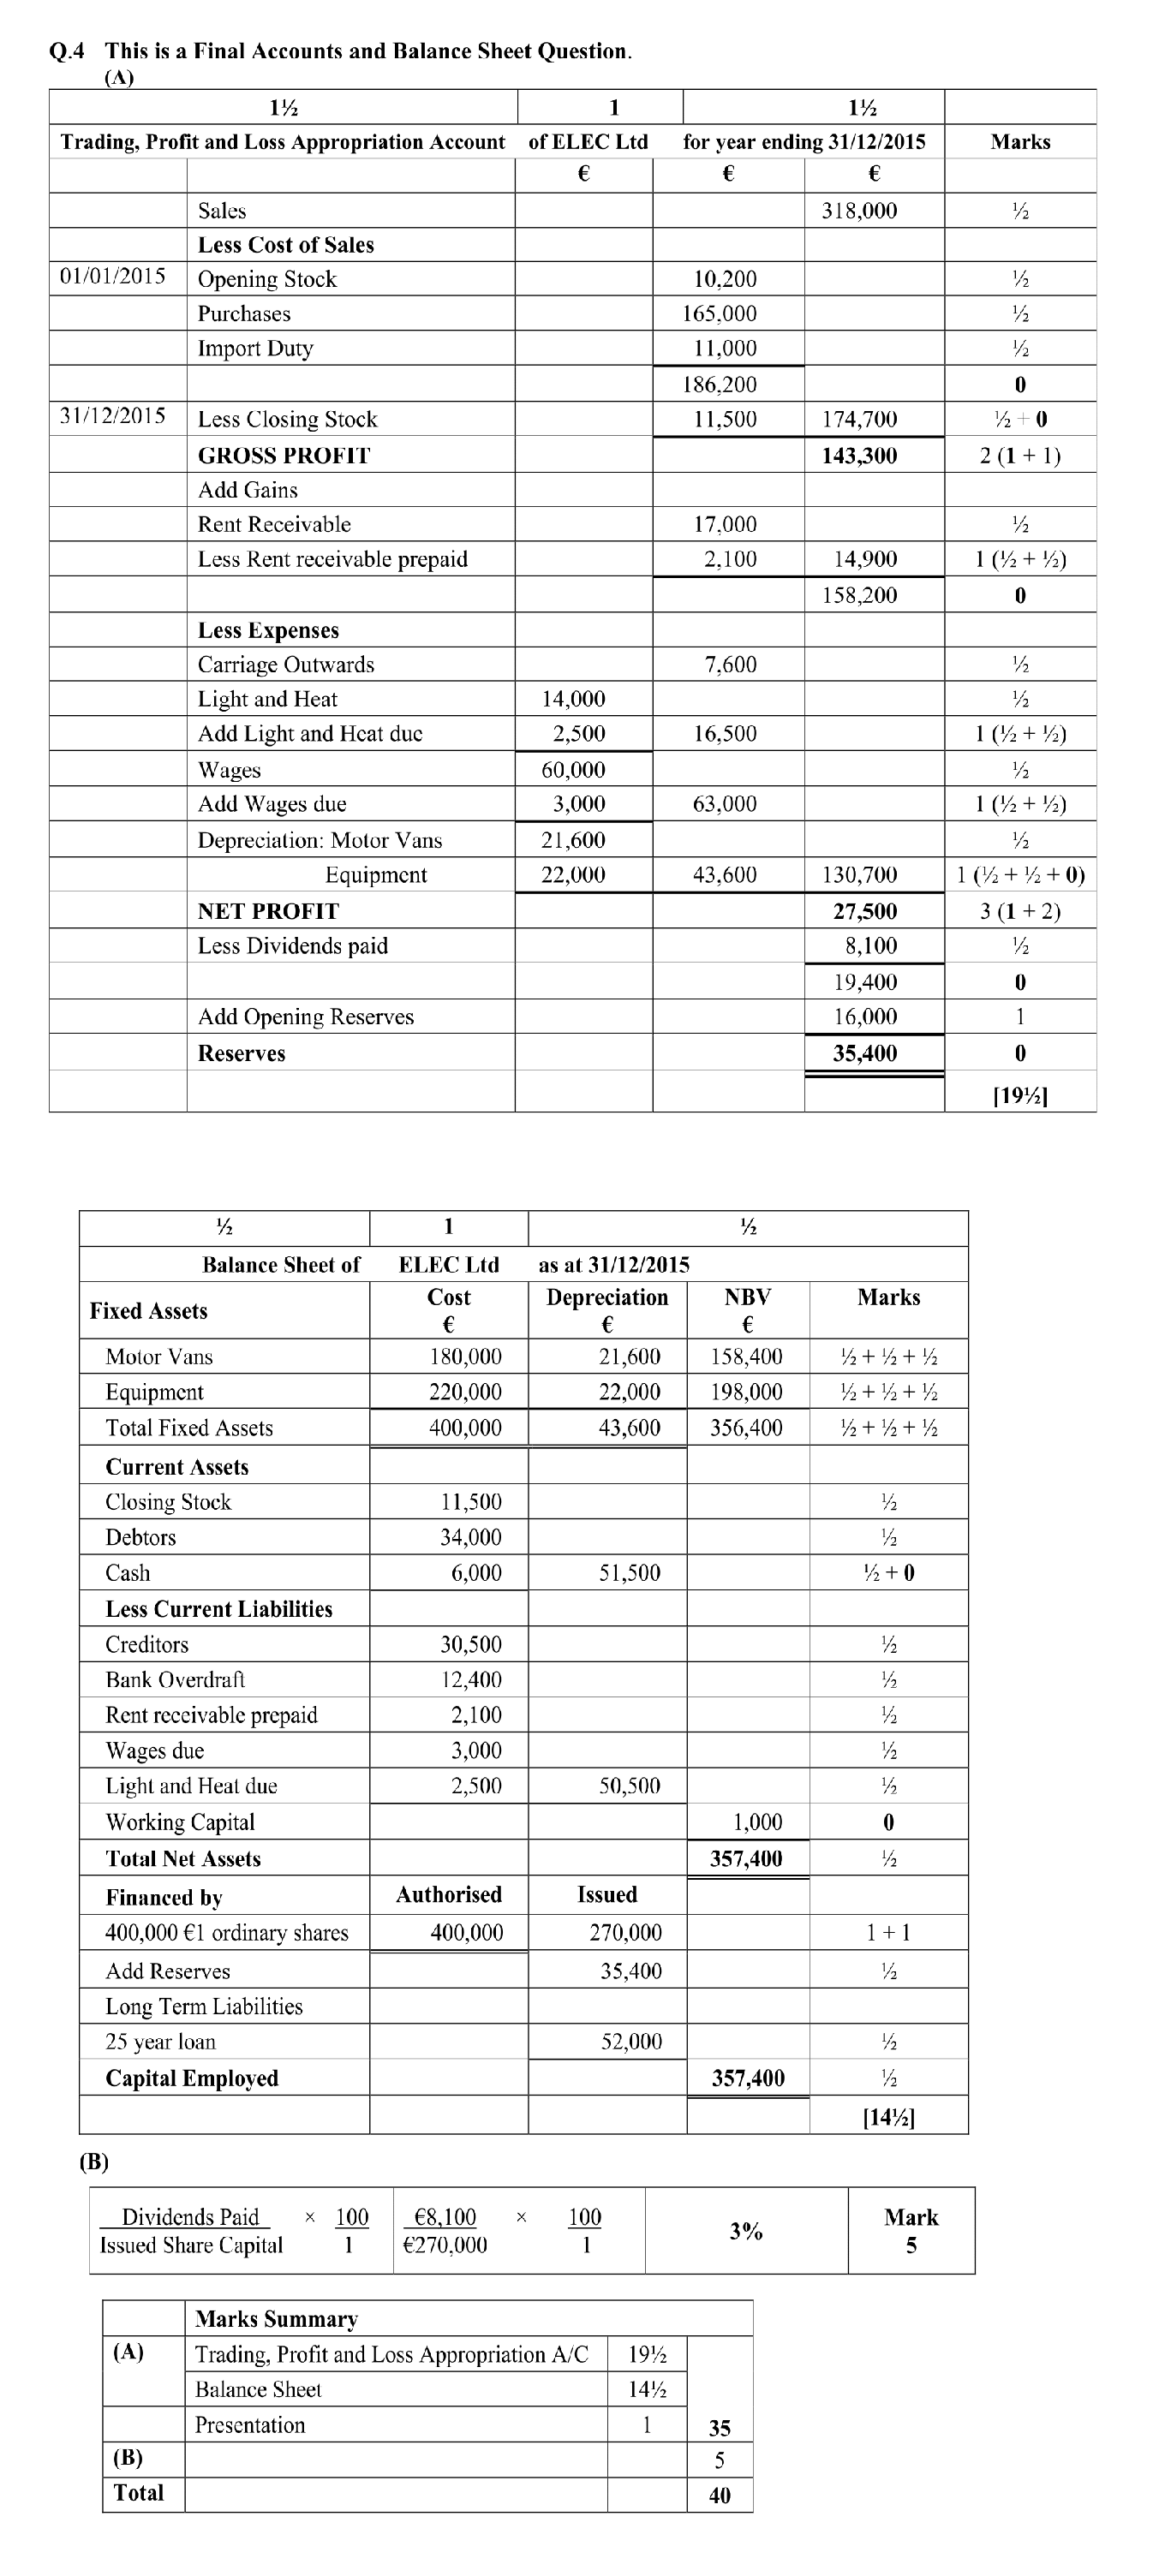 Q.4 This is a Final Accounts and Balance Sheet Question.
(A)
1½ 1 1½
Trading, Profit and Loss Appropriation Account of ELEC Ltd for year ending 31/12/2015 Marks
€ € €
Sales 318,000 ½
Less Cost of Sales
01/01/2015 Opening Stock 10,200 ½
Purchases 165,000 ½
Import Duty 11,000 ½
186,200 0
31/12/2015 Less Closing Stock 11,500 174,700 ½ + 0
GROSS PROFIT 143,300 2 (1 + 1)
Add Gains
Rent Receivable 17,000 ½
Less Rent receivable prepaid 2,100 14,900 1 (½ + ½)
158,200 0
Less Expenses
Carriage Outwards 7,600 ½
Light and Heat 14,000 ½
Add Light and Heat due 2,500 16,500 1 (½ + ½)
Wages 60,000 ½
Add Wages due 3,000 63,000 1 (½ + ½)
Depreciation: Motor Vans 21,600 ½
Equipment 22,000 43,600 130,700 1 (½ + ½ + 0)
NET PROFIT 27,500 3 (1 + 2)
Less Dividends paid 8,100 ½
19,400 0
Add Opening Reserves 16,000 1
Reserves 35,400 0
[19½]
½ 1 ½
Balance Sheet of ELEC Ltd as at 31/12/2015
Fixed Assets Cost Depreciation NBV Marks
€ € €
Motor Vans 180,000 21,600 158,400 ½ + ½ + ½
Equipment 220,000 22,000 198,000 ½ + ½ + ½
Total Fixed Assets 400,000 43,600 356,400 ½ + ½ + ½
Current Assets
Closing Stock 11,500 ½
Debtors 34,000 ½
Cash 6,000 51,500 ½ + 0
Less Current Liabilities
Creditors 30,500 ½
Bank Overdraft 12,400 ½
Rent receivable prepaid 2,100 ½
Wages due 3,000 ½
Light and Heat due 2,500 50,500 ½
Working Capital 1,000 0
Total Net Assets 357,400 ½
Financed by Authorised Issued
400,000 €1 ordinary shares 400,000 270,000 1 + 1
Add Reserves 35,400 ½
Long Term Liabilities
25 year loan 52,000 ½
Capital Employed 357,400 ½
[14½]
(B)
Dividends Paid × 100 €8,100 × 100 3% Mark
Issued Share Capital 1 €270,000 1 5
Marks Summary
(A) Trading, Profit and Loss Appropriation A/C 19½
Balance Sheet 14½
Presentation 1 35
(B) 5
Total 40